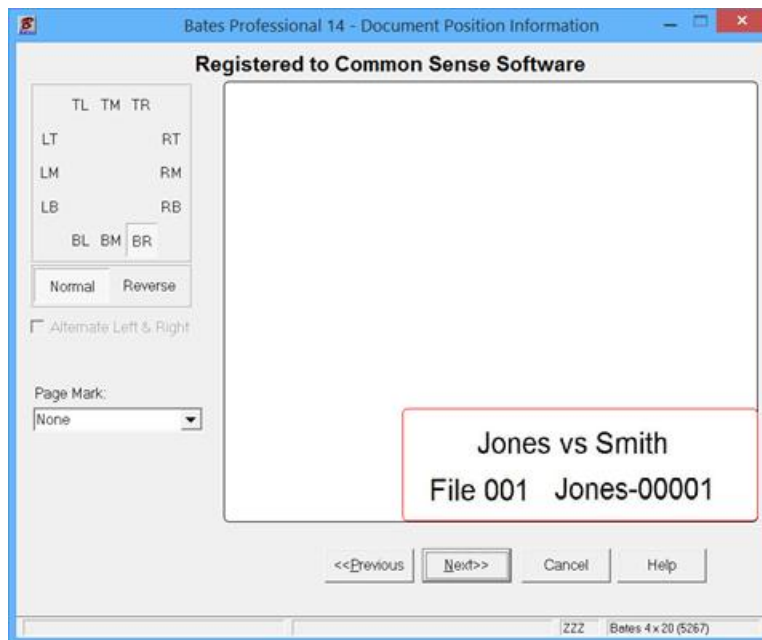 Bates Professional 14 - Document Position Information
Registered to Common Sense Software
TL TM TR
LT RT
LM RM
LB RB
BL BM BR
Normal Reverse
Alternate Left & Right
Page Mark:
None
Jones vs Smith
File 001 Jones-00001
<<Previous Next>> Cancel Help
ZZZ Bates 4 x 20 (5267)